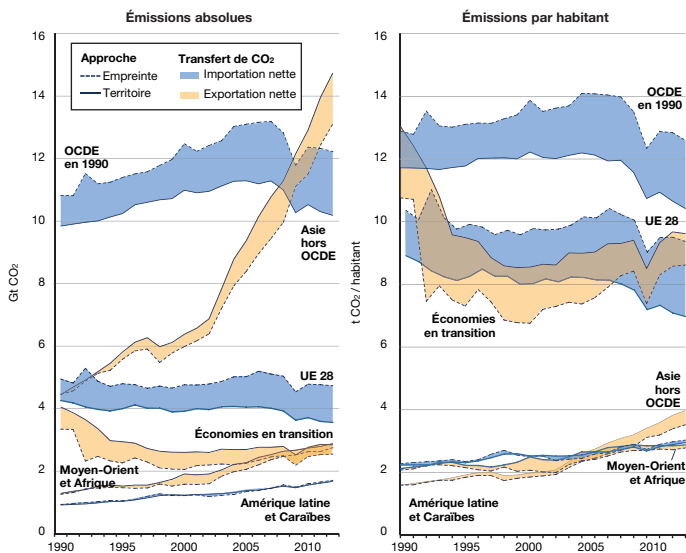 Émissions absolues
16
14
12
10
8
6
4
2
0
Gt CO₂
Approche
Empreinte
Territoire
Transfert de CO₂
Importation nette
Exportation nette
OCDE
en 1990
Asie
hors
OCDE
UE 28
Économies en transition
Moyen-Orient
et Afrique
Amérique latine
et Caraïbes
1990
1995
2000
2005
2010
Émissions par habitant
16
14
12
10
8
6
4
2
0
t CO₂ / habitant
OCDE
en 1990
UE 28
Économies
en transition
Asie
hors
OCDE
Moyen-Orient
et Afrique
Amérique latine
et Caraïbes
1990
1995
2000
2005
2010